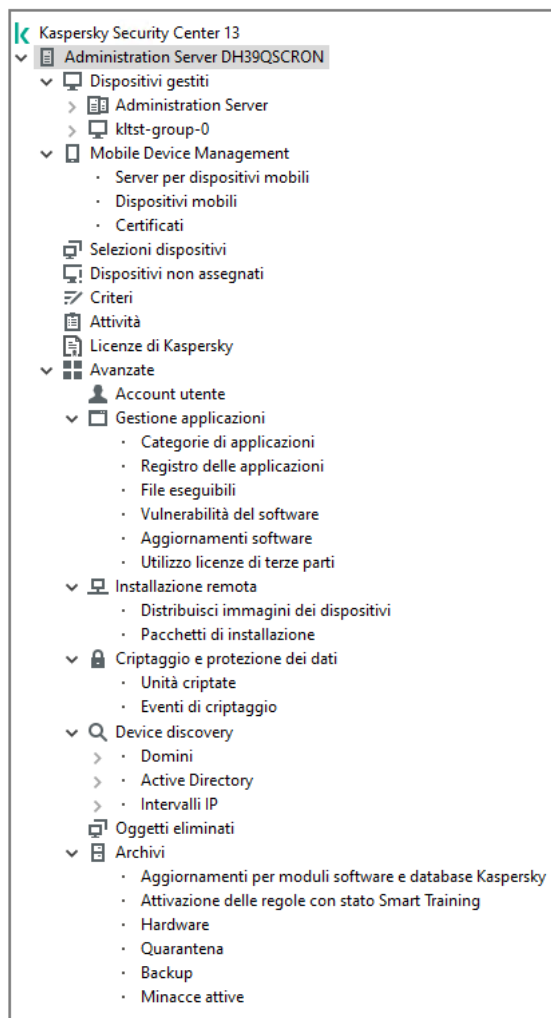 Kaspersky Security Center 13
Administration Server DH39QSCRON
Dispositivi gestiti
Administration Server
kltst-group-0
Mobile Device Management
Server per dispositivi mobili
Dispositivi mobili
Certificati
Selezioni dispositivi
Dispositivi non assegnati
Criteri
Attività
Licenze di Kaspersky
Avanzate
Account utente
Gestione applicazioni
Categorie di applicazioni
Registro delle applicazioni
File eseguibili
Vulnerabilità del software
Aggiornamenti software
Utilizzo licenze di terze parti
Installazione remota
Distribuisci immagini dei dispositivi
Pacchetti di installazione
Criptaggio e protezione dei dati
Unità criptate
Eventi di criptaggio
Device discovery
Domini
Active Directory
Intervalli IP
Oggetti eliminati
Archivi
Aggiornamenti per moduli software e database Kaspersky
Attivazione delle regole con stato Smart Training
Hardware
Quarantena
Backup
Minacce attive